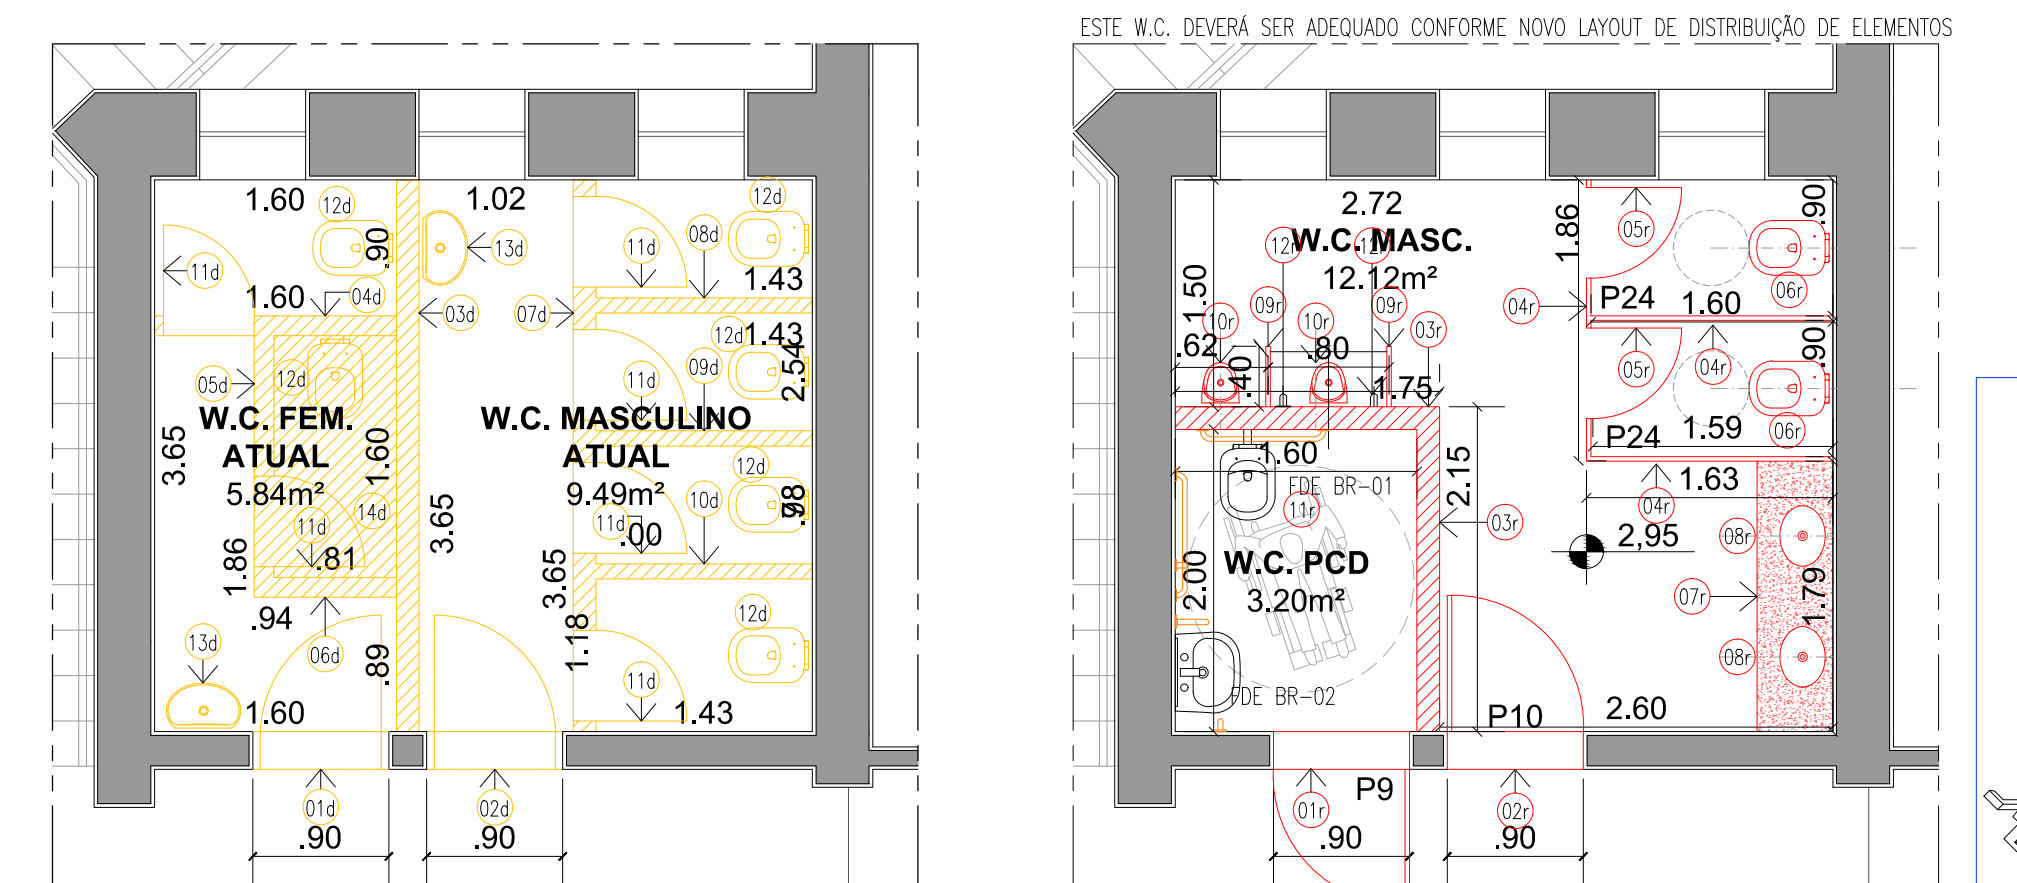 ESTE W.C. DEVERÁ SER ADEQUADO CONFORME NOVO LAYOUT DE DISTRIBUIÇÃO DE ELEMENTOS
1.60
12d
.90
11d
1.60
04d
05d
12d
W.C. FEM.
ATUAL
5.84m²
3.65
1.60
14d
11d
.81
1.86
.94
06d
.89
13d
1.60
01d
.90
1.02
13d
03d
07d
W.C. MASCULINO
ATUAL
9.49m²
3.65
3.65
1.18
02d
.90
11d
08d
12d
1.43
1.43
12d
11d
09d
2.54
12d
11d
.00
10d
12d
11d
1.43
2.72
W.C. MASC.
12.12m²
12r
12r
1.50
10r
09r
10r
09r
03r
.62
.80
.40
1.75
1.86
04r
05r
.90
06r
P24
1.60
05r
04r
.90
06r
P24
1.59
1.63
04r
08r
2,95
07r
1.79
08r
2.60
P10
1.60
FDE BR-01
11r
W.C. PCD
3.20m²
2.00
FDE BR-02
2.15
03r
P9
01r
02r
.90
.90